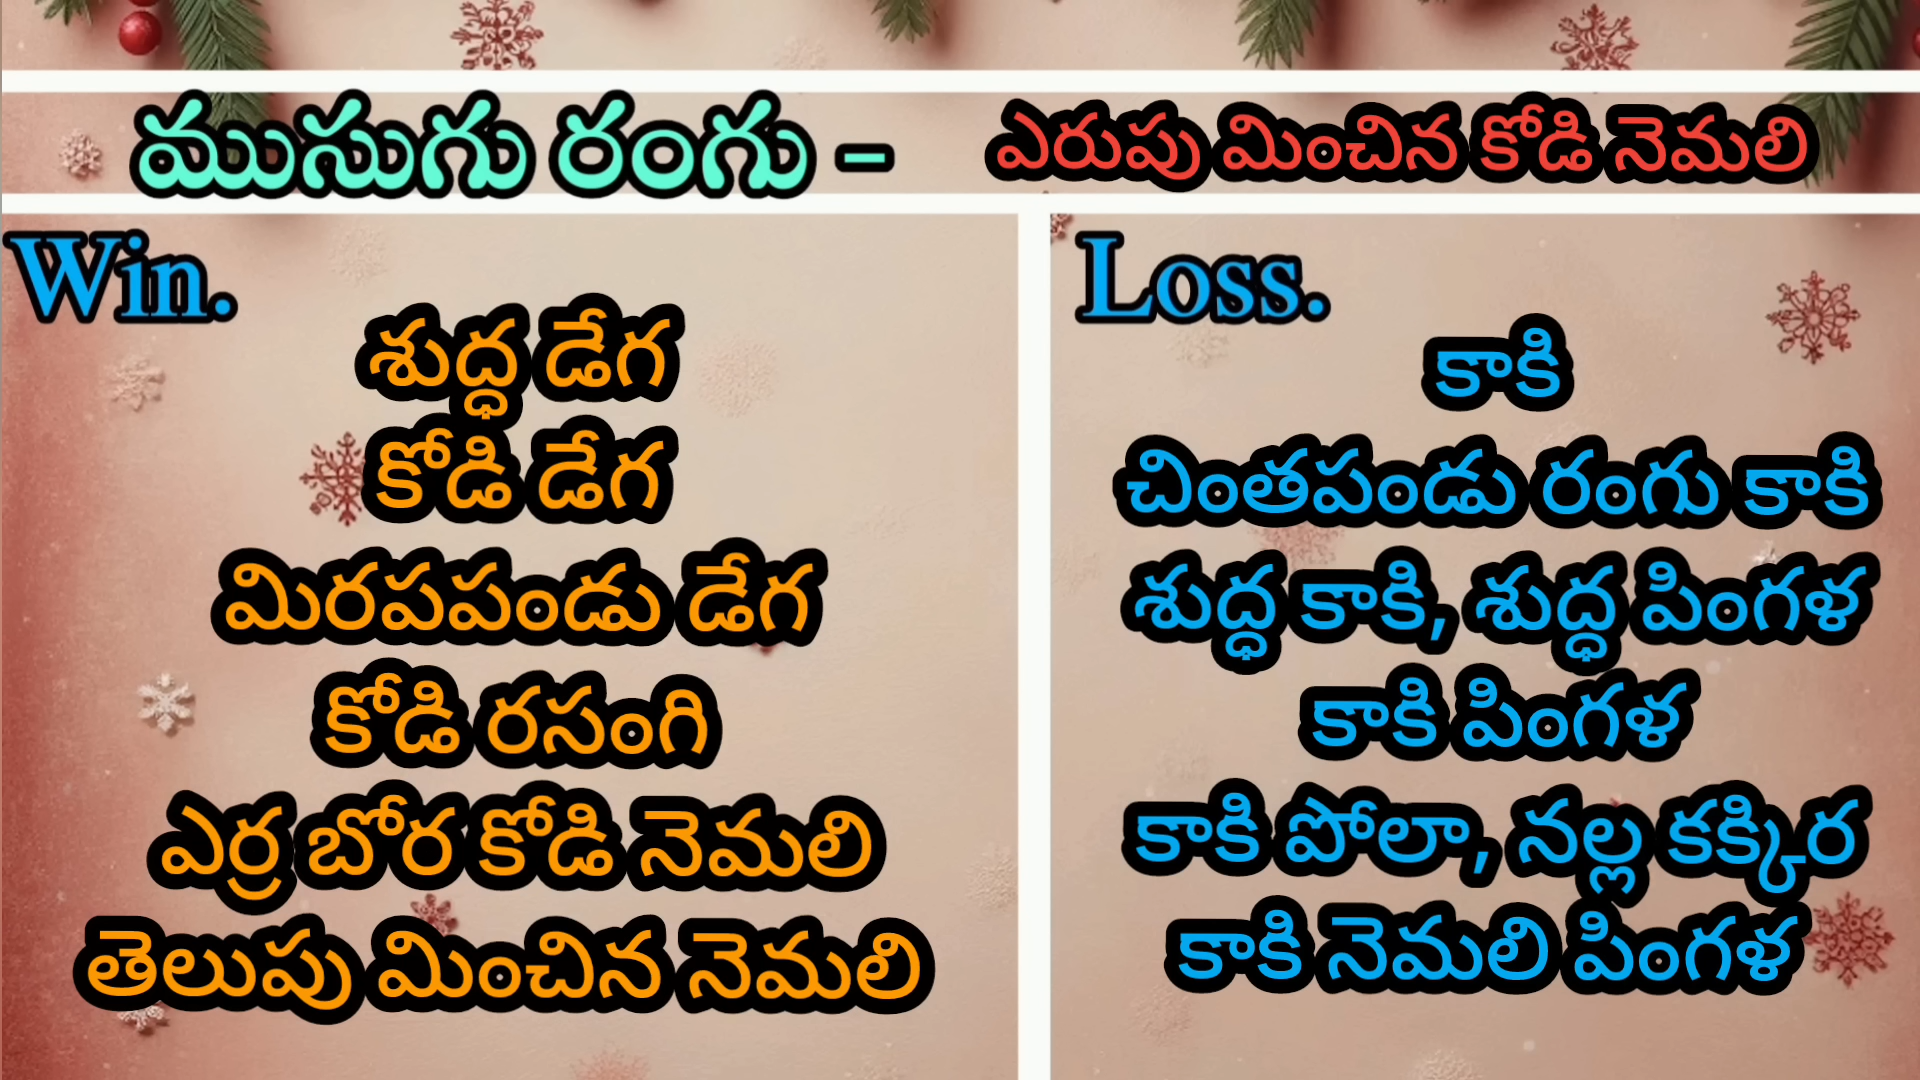 ముసుగు రంగు - ఎరుపు మించిన కోడి నెమలి
Win.
శుద్ధ డేగ
కోడి డేగ
మిరపపండు డేగ
కోడి రసంగి
ఎర్ర బోర కోడి నెమలి
తెలుపు మించిన నెమలి
Loss.
కాకి
చింతపండు రంగు కాకి
శుద్ధ కాకి, శుద్ధ పింగళ
కాకి పింగళ
కాకి పోలా, నల్ల కక్కిర
కాకి నెమలి పింగళ